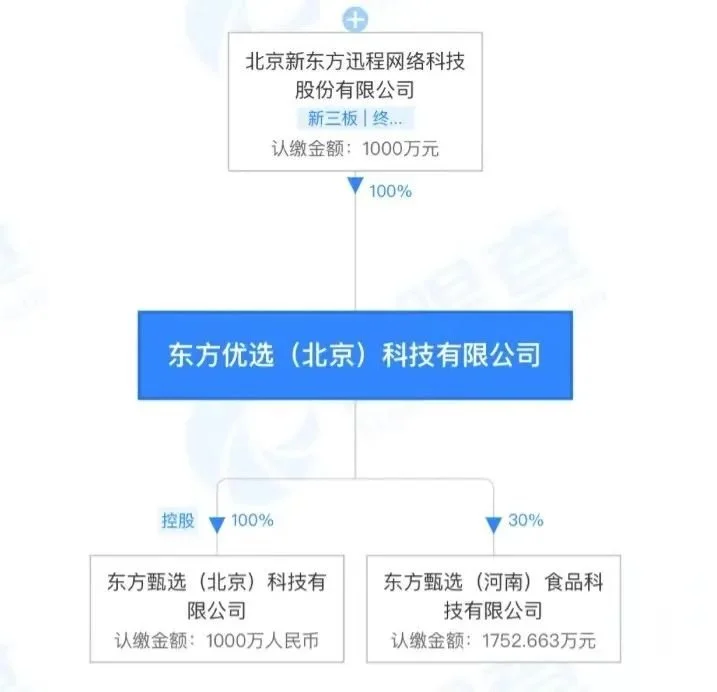 北京新东方迅程网络科技
股份有限公司
新三板 | 终...
认缴金额：1000万元
100%
东方优选（北京）科技有限公司
控股
100%
30%
东方甄选（北京）科技有
限公司
认缴金额：1000万人民币
东方甄选（河南）食品科
技有限公司
认缴金额：1752.663万元